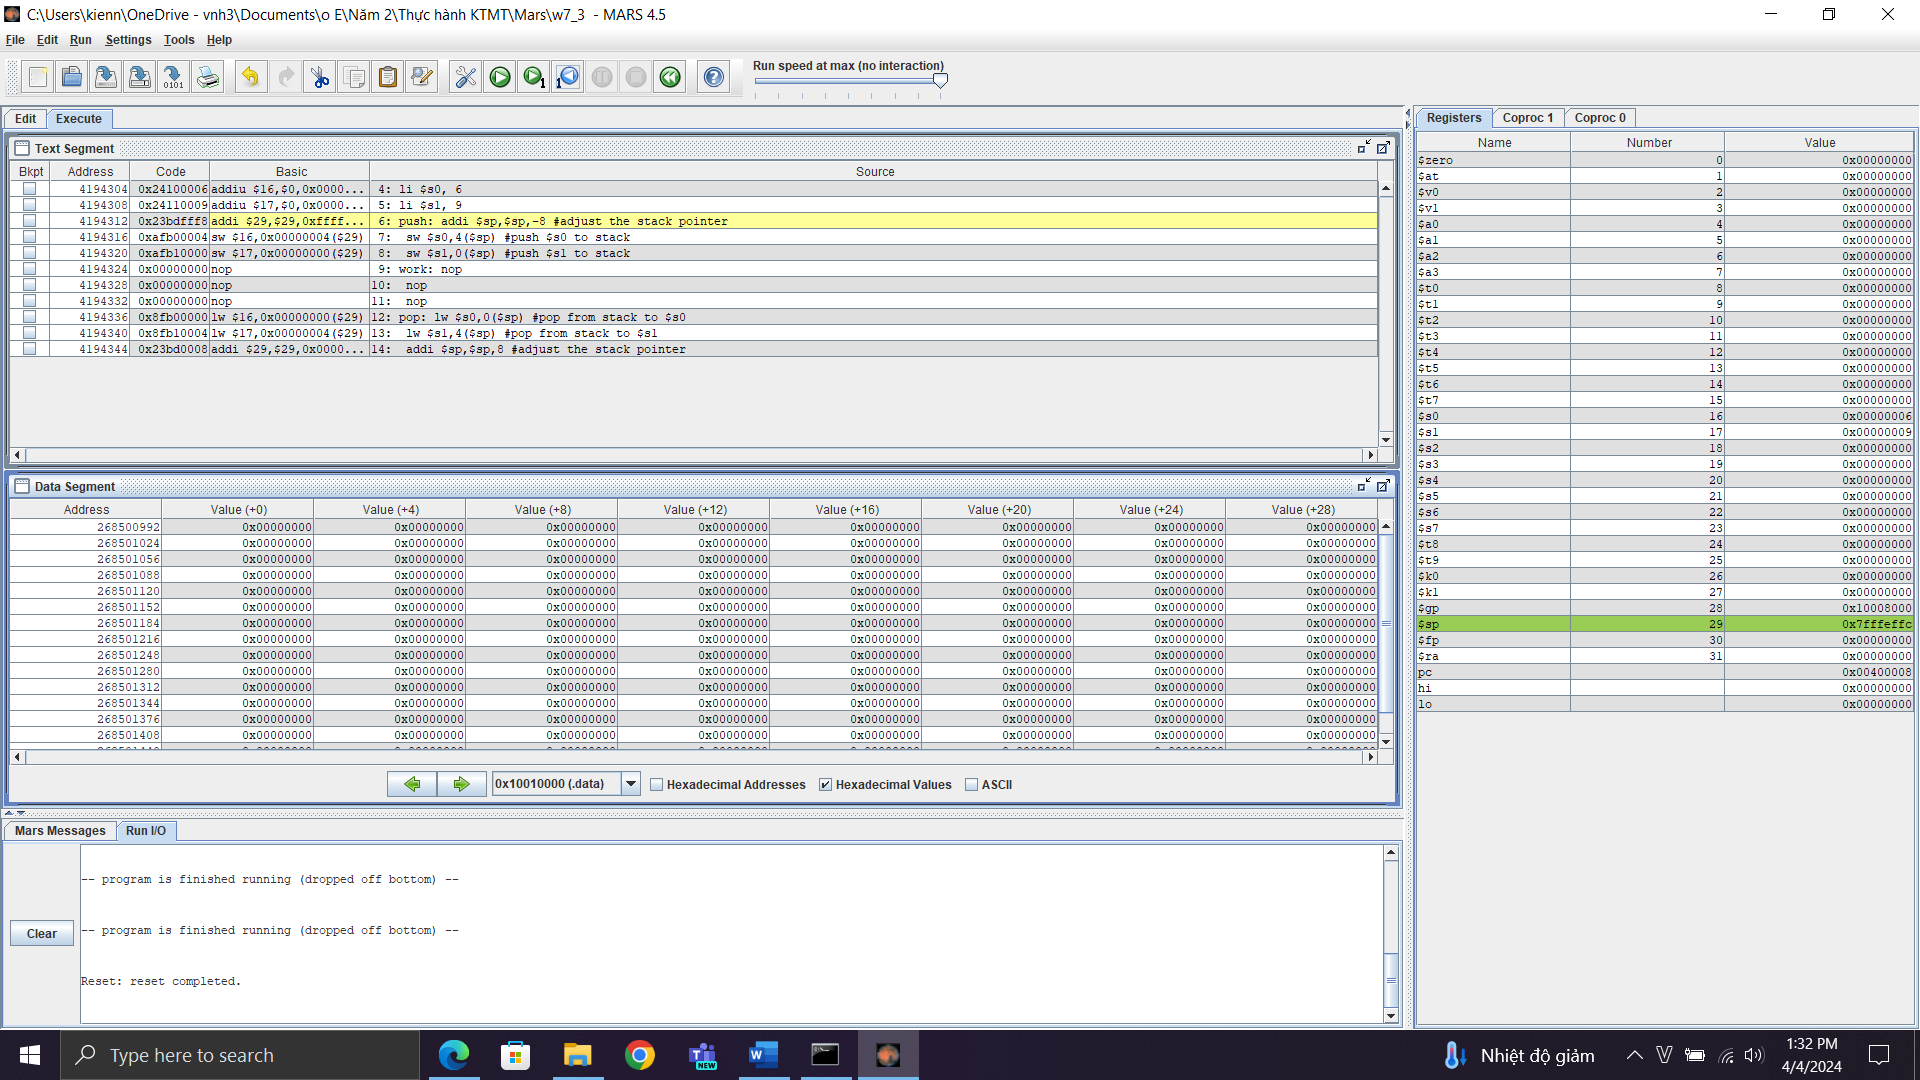 C:\Users\kienn\OneDrive - vnh3\Documents\o E\Năm 2\Thực hành KTMT\Mars\w7_3 - MARS 4.5
File Edit Run Settings Tools Help
Run speed at max (no interaction)
Edit Execute
Text Segment
Bkpt Address Code Basic Source
4194304 0x24100006 addiu $16,$0,0x0000... 4: li $s0, 6
4194308 0x24110009 addiu $17,$0,0x0000... 5: li $s1, 9
4194312 0x23bdfff8 addi $29,$29,0xffff... 6: push: addi $sp,$sp,-8 #adjust the stack pointer
4194316 0xafb00004 sw $16,0x00000004($29) 7: sw $s0,4($sp) #push $s0 to stack
4194320 0xafb10000 sw $17,0x00000000($29) 8: sw $s1,0($sp) #push $s1 to stack
4194324 0x00000000 nop 9: work: nop
4194328 0x00000000 nop 10: nop
4194332 0x00000000 nop 11: nop
4194336 0x8fb00000 lw $16,0x00000000($29) 12: pop: lw $s0,0($sp) #pop from stack to $s0
4194340 0x8fb10004 lw $17,0x00000004($29) 13: lw $s1,4($sp) #pop from stack to $s1
4194344 0x23bd0008 addi $29,$29,0x0000... 14: addi $sp,$sp,8 #adjust the stack pointer
Data Segment
Address Value (+0) Value (+4) Value (+8) Value (+12) Value (+16) Value (+20) Value (+24) Value (+28)
268500992 0x00000000 0x00000000 0x00000000 0x00000000 0x00000000 0x00000000 0x00000000 0x00000000
268501024 0x00000000 0x00000000 0x00000000 0x00000000 0x00000000 0x00000000 0x00000000 0x00000000
268501056 0x00000000 0x00000000 0x00000000 0x00000000 0x00000000 0x00000000 0x00000000 0x00000000
268501088 0x00000000 0x00000000 0x00000000 0x00000000 0x00000000 0x00000000 0x00000000 0x00000000
268501120 0x00000000 0x00000000 0x00000000 0x00000000 0x00000000 0x00000000 0x00000000 0x00000000
268501152 0x00000000 0x00000000 0x00000000 0x00000000 0x00000000 0x00000000 0x00000000 0x00000000
268501184 0x00000000 0x00000000 0x00000000 0x00000000 0x00000000 0x00000000 0x00000000 0x00000000
268501216 0x00000000 0x00000000 0x00000000 0x00000000 0x00000000 0x00000000 0x00000000 0x00000000
268501248 0x00000000 0x00000000 0x00000000 0x00000000 0x00000000 0x00000000 0x00000000 0x00000000
268501280 0x00000000 0x00000000 0x00000000 0x00000000 0x00000000 0x00000000 0x00000000 0x00000000
268501312 0x00000000 0x00000000 0x00000000 0x00000000 0x00000000 0x00000000 0x00000000 0x00000000
268501344 0x00000000 0x00000000 0x00000000 0x00000000 0x00000000 0x00000000 0x00000000 0x00000000
268501376 0x00000000 0x00000000 0x00000000 0x00000000 0x00000000 0x00000000 0x00000000 0x00000000
268501408 0x00000000 0x00000000 0x00000000 0x00000000 0x00000000 0x00000000 0x00000000 0x00000000
0x10010000 (.data) Hexadecimal Addresses Hexadecimal Values ASCII
Mars Messages Run I/O
-- program is finished running (dropped off bottom) --
-- program is finished running (dropped off bottom) --
Clear
Reset: reset completed.
Registers Coproc 1 Coproc 0
Name Number Value
$zero 0 0x00000000
$at 1 0x00000000
$v0 2 0x00000000
$v1 3 0x00000000
$a0 4 0x00000000
$a1 5 0x00000000
$a2 6 0x00000000
$a3 7 0x00000000
$t0 8 0x00000000
$t1 9 0x00000000
$t2 10 0x00000000
$t3 11 0x00000000
$t4 12 0x00000000
$t5 13 0x00000000
$t6 14 0x00000000
$t7 15 0x00000000
$s0 16 0x00000006
$s1 17 0x00000009
$s2 18 0x00000000
$s3 19 0x00000000
$s4 20 0x00000000
$s5 21 0x00000000
$s6 22 0x00000000
$s7 23 0x00000000
$t8 24 0x00000000
$t9 25 0x00000000
$k0 26 0x00000000
$k1 27 0x00000000
$gp 28 0x10008000
$sp 29 0x7fffeffc
$fp 30 0x00000000
$ra 31 0x00000000
pc 0x00400008
hi 0x00000000
lo 0x00000000
Type here to search
NEW
Nhiệt độ giảm
1:32 PM
4/4/2024